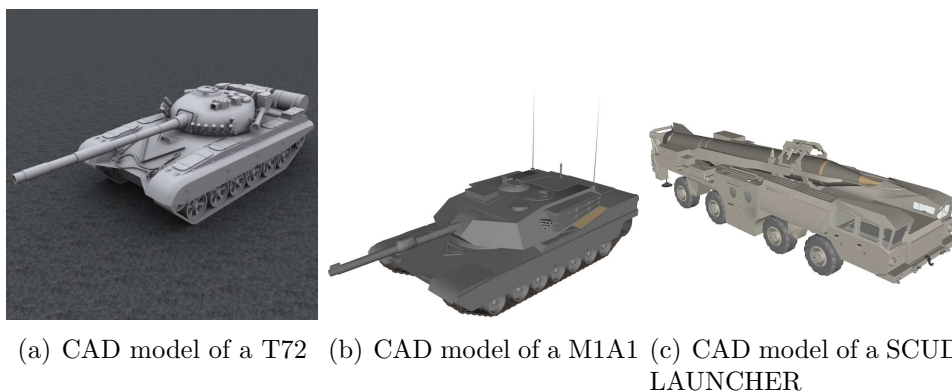 (a) CAD model of a T72
(b) CAD model of a M1A1
(c) CAD model of a SCUD
LAUNCHER